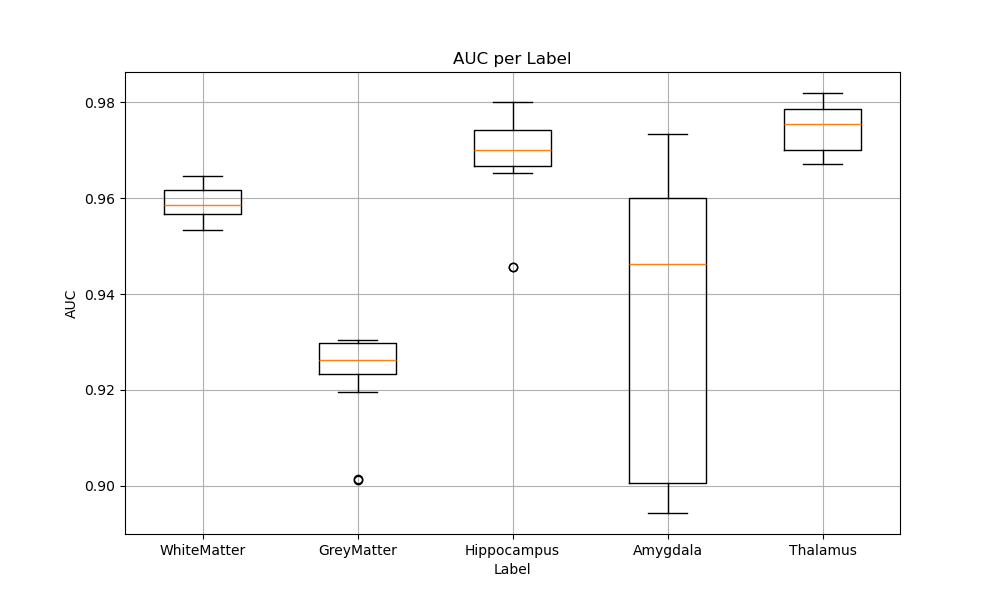 AUC per Label
AUC
0.98
0.96
0.94
0.92
0.90
WhiteMatter GreyMatter Hippocampus Amygdala Thalamus
Label